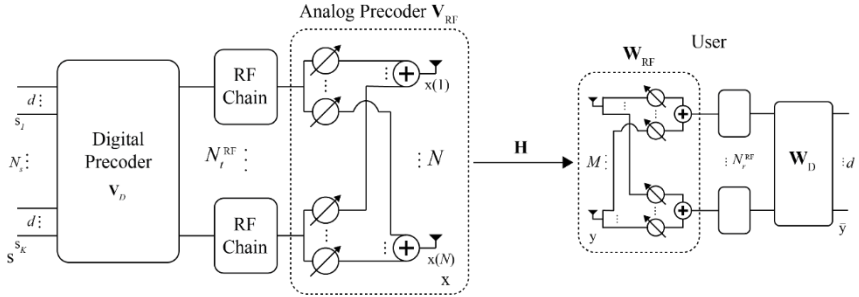 Analog Precoder V_RF
User
W_RF
RF
Chain
x(1)
d ⋮
s_1
Digital
Precoder
V_D
N_s ⋮
N_t^RF ⋮
⋮ N
H
M ⋮
⋮ N_r^RF
W_D
⋮ d
d ⋮
s_K
s
RF
Chain
x(N)
x
y
ȳ